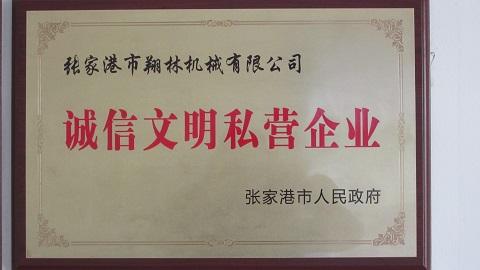 张家港市翔林机械有限公司
诚信文明私营企业
张家港市人民政府